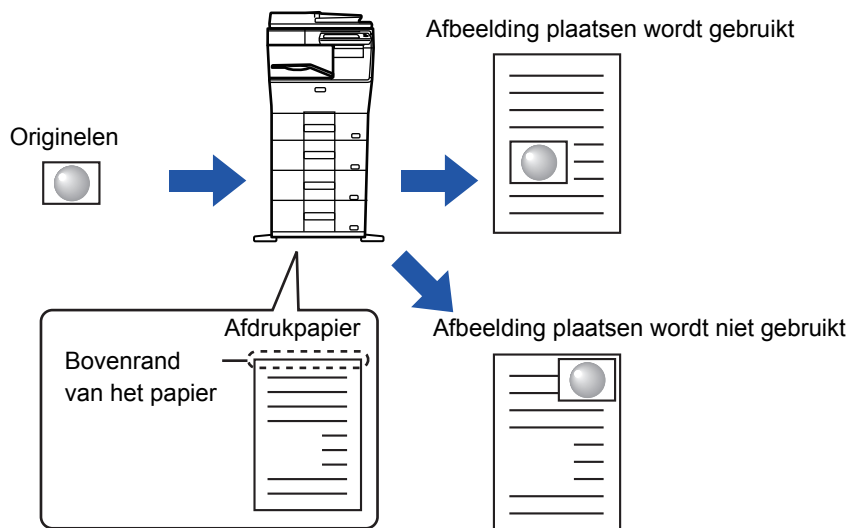 Afbeelding plaatsen wordt gebruikt
Originelen
Afdrukpapier
Bovenrand
van het papier
Afbeelding plaatsen wordt niet gebruikt